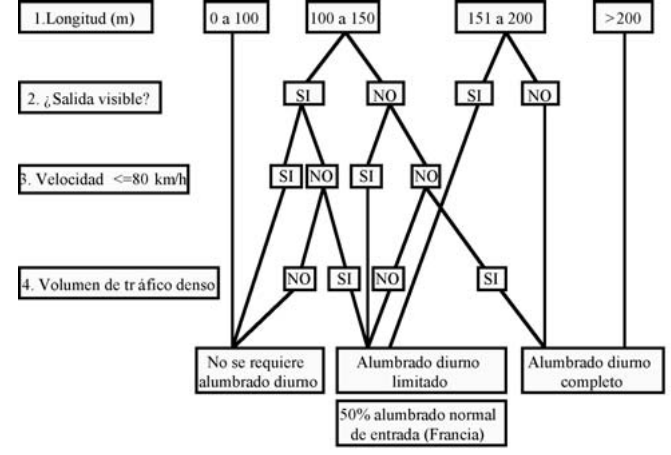 1.Longitud (m) 0 a 100 100 a 150 151 a 200 >200
2. ¿Salida visible? SI NO SI NO
3. Velocidad <=80 km/h SI NO SI NO
4. Volumen de tr áfico denso NO SI NO SI
No se requiere
alumbrado diurno
Alumbrado diurno
limitado
Alumbrado diurno
completo
50% alumbrado normal
de entrada (Francia)